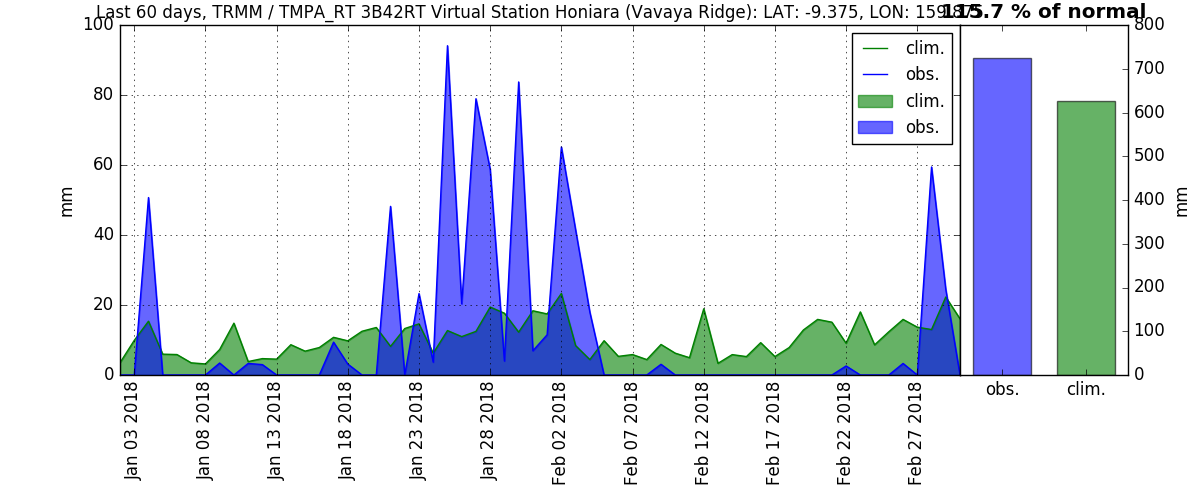 Last 60 days, TRMM / TMPA_RT 3B42RT Virtual Station Honiara (Vavaya Ridge): LAT: -9.375, LON: 159.875
115.7 % of normal
100
80
60
40
20
0
mm
clim.
obs.
clim.
obs.
Jan 03 2018
Jan 08 2018
Jan 13 2018
Jan 18 2018
Jan 23 2018
Jan 28 2018
Feb 02 2018
Feb 07 2018
Feb 12 2018
Feb 17 2018
Feb 22 2018
Feb 27 2018
800
700
600
500
400
300
200
100
0
mm
obs.
clim.